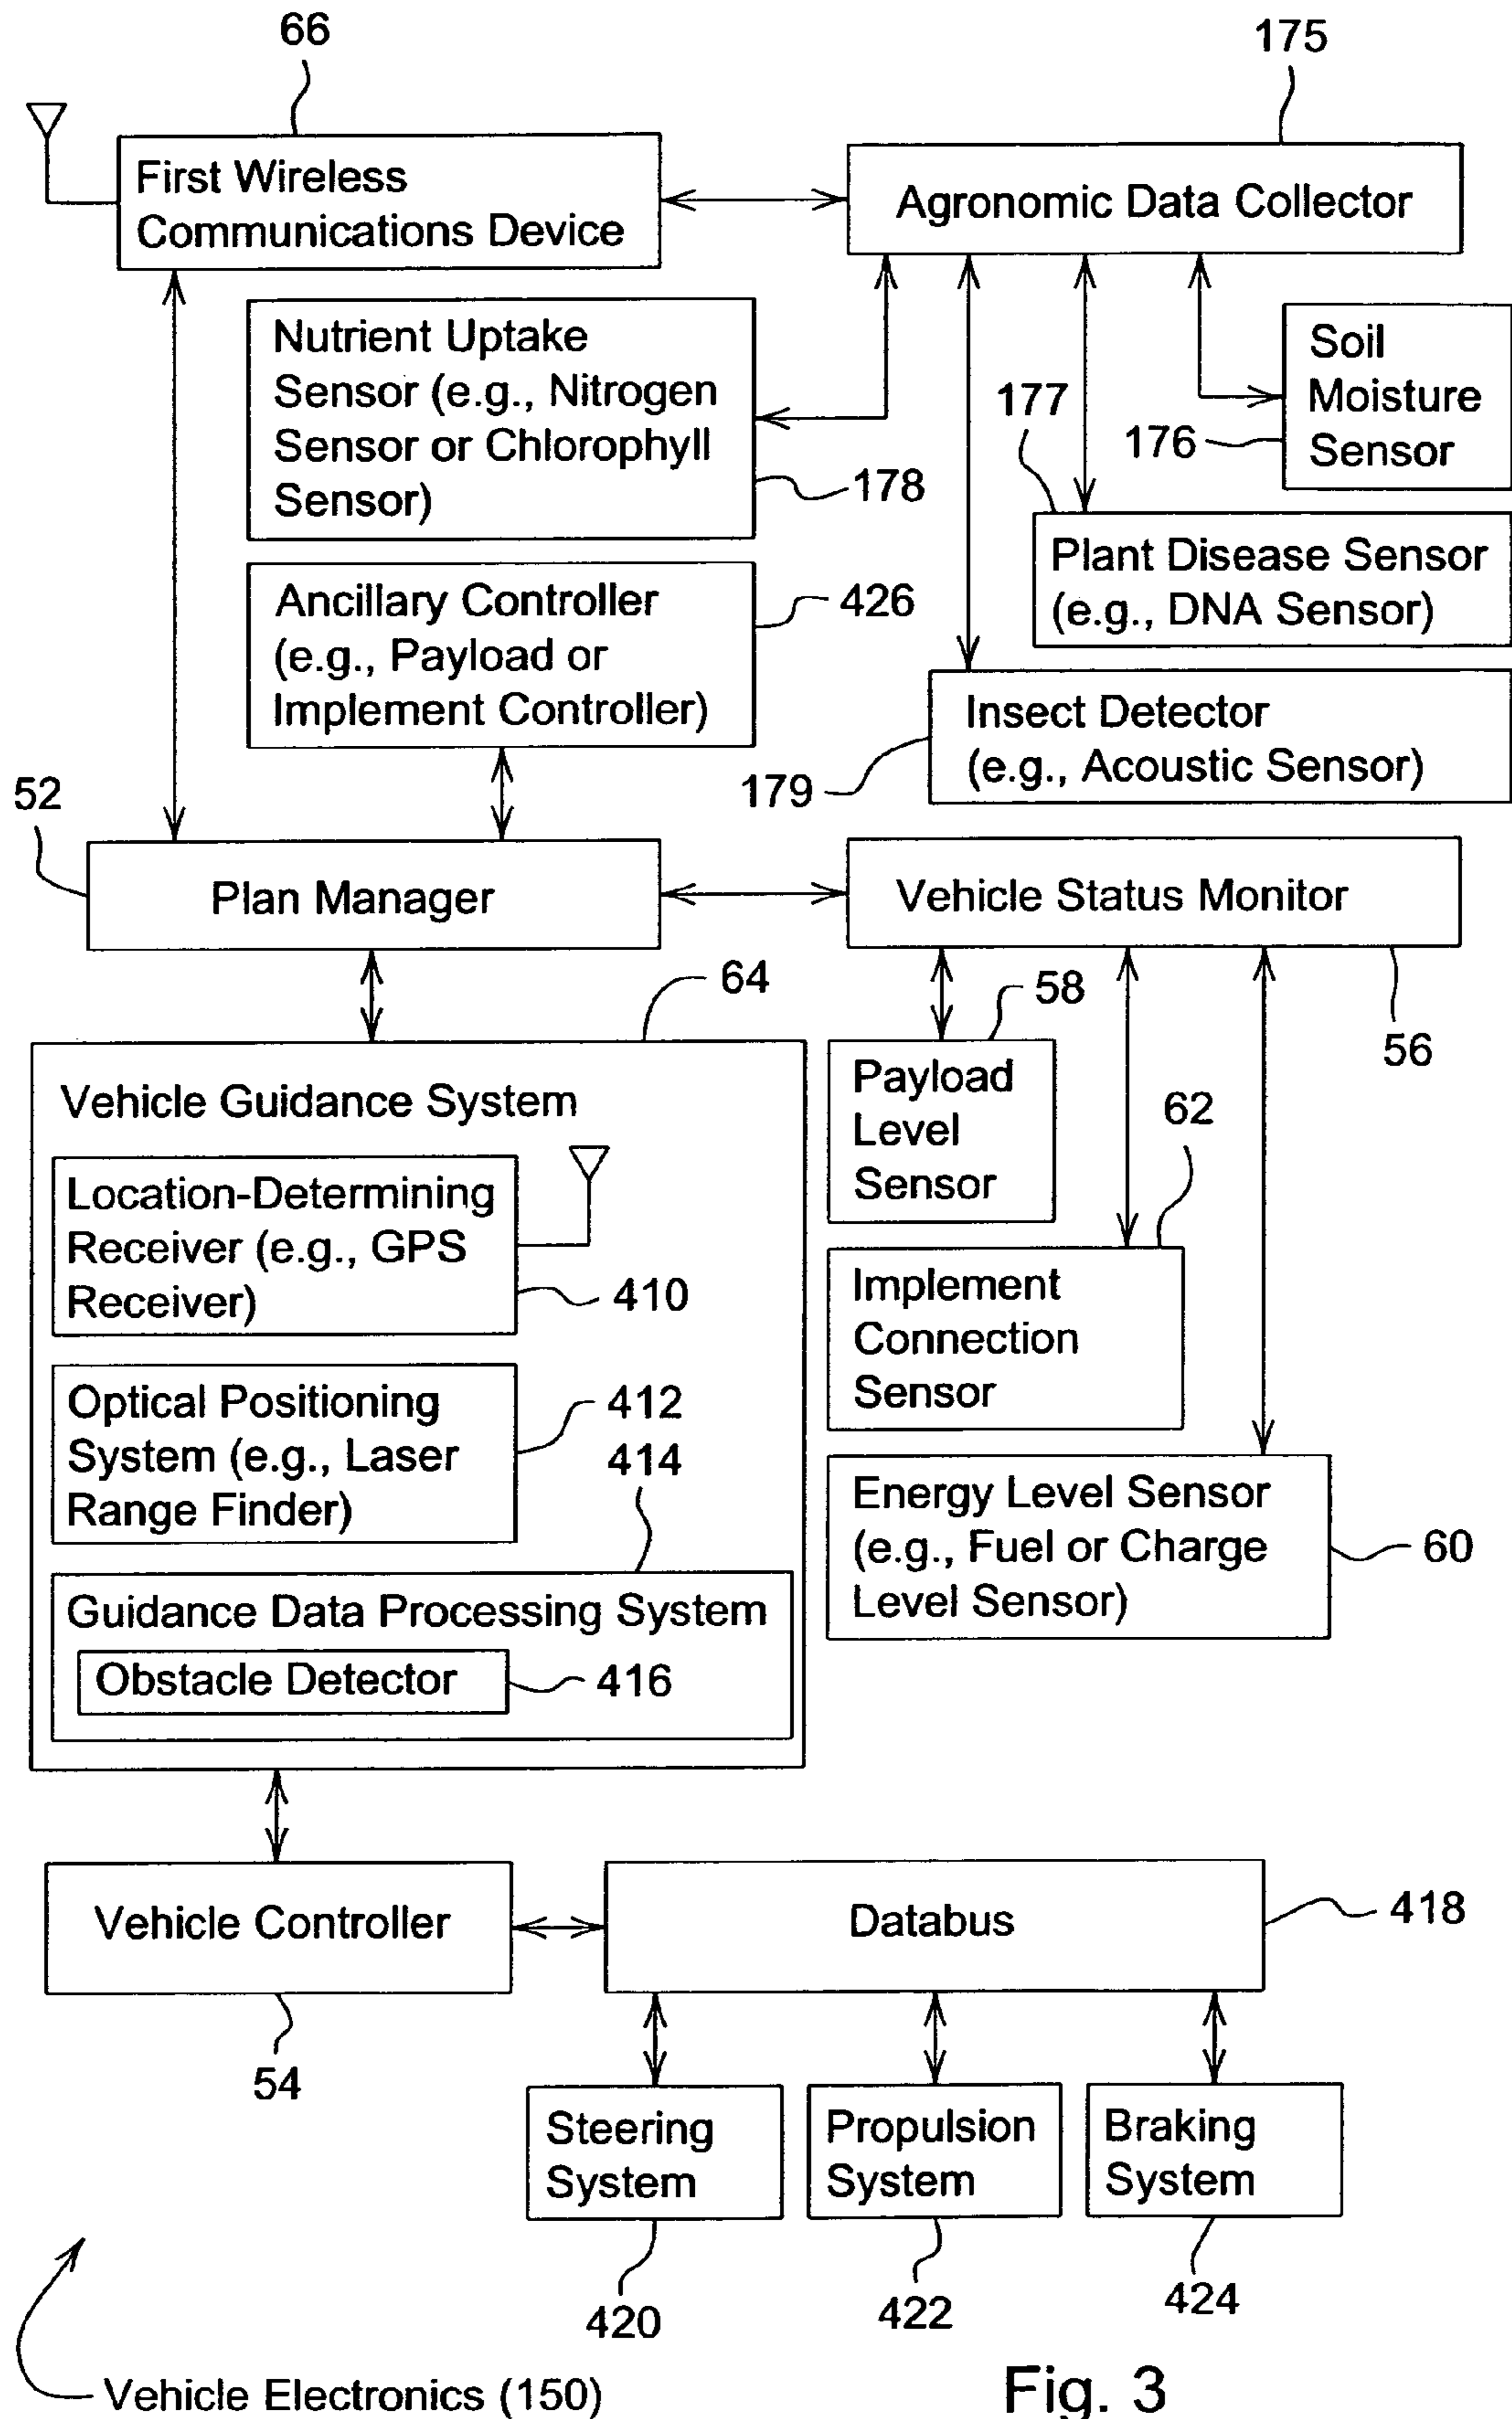 66
175
First Wireless
Communications Device
Agronomic Data Collector
Nutrient Uptake
Sensor (e.g., Nitrogen
Sensor or Chlorophyll
Sensor)
178
Soil
Moisture
Sensor
176
177
Plant Disease Sensor
(e.g., DNA Sensor)
Ancillary Controller
(e.g., Payload or
Implement Controller)
426
Insect Detector
(e.g., Acoustic Sensor)
179
52
Plan Manager
Vehicle Status Monitor
56
64
Vehicle Guidance System
Location-Determining
Receiver (e.g., GPS
Receiver)
410
Optical Positioning
System (e.g., Laser
Range Finder)
412
414
Guidance Data Processing System
Obstacle Detector
416
58
Payload
Level
Sensor
62
Implement
Connection
Sensor
Energy Level Sensor
(e.g., Fuel or Charge
Level Sensor)
60
Vehicle Controller
54
Databus
418
Steering
System
420
Propulsion
System
422
Braking
System
424
Vehicle Electronics (150)
Fig. 3